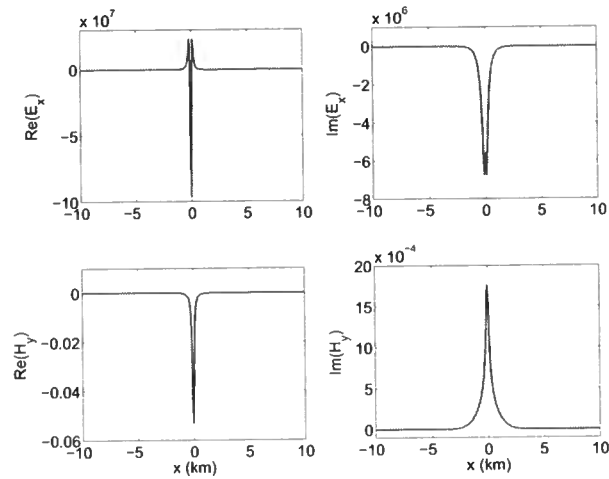 x 10^7
0
−5
−10
−10 −5 0 5 10
Re(E_x)
x 10^6
0
−2
−4
−6
−8
−10 −5 0 5 10
Im(E_x)
x (km)
0
−0.02
−0.04
−0.06
−10 −5 0 5 10
Re(H_y)
x (km)
x 10^−4
20
15
10
5
0
−10 −5 0 5 10
Im(H_y)
x (km)